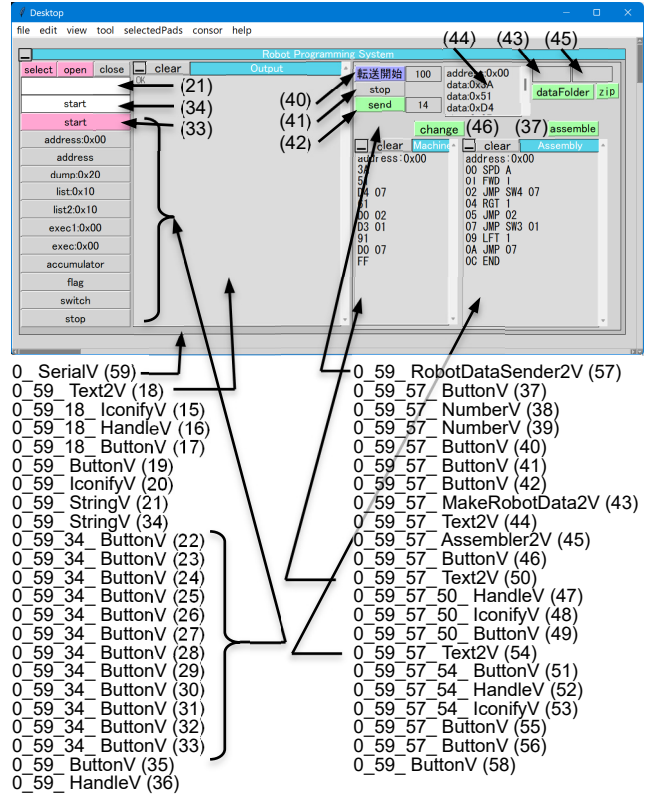 Desktop
file edit view tool selectedPads consor help
Robot Programming System
select open close
clear Output
OK
start
start
address:0x00
address
dump:0x20
list:0x10
list2:0x10
exec1:0x00
exec:0x00
accumulator
flag
switch
stop
(21)
(34)
(33)
(40)
(41)
(42)
(44)
(43)
(45)
転送開始 100
stop
send 14
address:0x00
data:0x3A
data:0x51
data:0xD4
dataFolder zip
change (46) (37) assemble
clear Machine
address:0x00
3A
51
D4 07
61
D0 02
D3 01
91
D0 07
FF
clear Assembly
address:0x00
00 SPD A
01 FWD 1
02 JMP SW4 07
04 RGT 1
05 JMP 02
07 JMP SW3 01
09 LFT 1
0A JMP 07
0C END
0_ SerialV (59)
0_59_ Text2V (18)
0_59_18_ IconifyV (15)
0_59_18_ HandleV (16)
0_59_18_ ButtonV (17)
0_59_ ButtonV (19)
0_59_ IconifyV (20)
0_59_ StringV (21)
0_59_ StringV (34)
0_59_34_ ButtonV (22)
0_59_34_ ButtonV (23)
0_59_34_ ButtonV (24)
0_59_34_ ButtonV (25)
0_59_34_ ButtonV (26)
0_59_34_ ButtonV (27)
0_59_34_ ButtonV (28)
0_59_34_ ButtonV (29)
0_59_34_ ButtonV (30)
0_59_34_ ButtonV (31)
0_59_34_ ButtonV (32)
0_59_34_ ButtonV (33)
0_59_ ButtonV (35)
0_59_ HandleV (36)
0_59_ RobotDataSender2V (57)
0_59_57_ ButtonV (37)
0_59_57_ NumberV (38)
0_59_57_ NumberV (39)
0_59_57_ ButtonV (40)
0_59_57_ ButtonV (41)
0_59_57_ ButtonV (42)
0_59_57_ MakeRobotData2V (43)
0_59_57_ Text2V (44)
0_59_57_ Assembler2V (45)
0_59_57_ ButtonV (46)
0_59_57_ Text2V (50)
0_59_57_50_ HandleV (47)
0_59_57_50_ IconifyV (48)
0_59_57_50_ ButtonV (49)
0_59_57_ Text2V (54)
0_59_57_54_ ButtonV (51)
0_59_57_54_ HandleV (52)
0_59_57_54_ IconifyV (53)
0_59_57_ ButtonV (55)
0_59_57_ ButtonV (56)
0_59_ ButtonV (58)